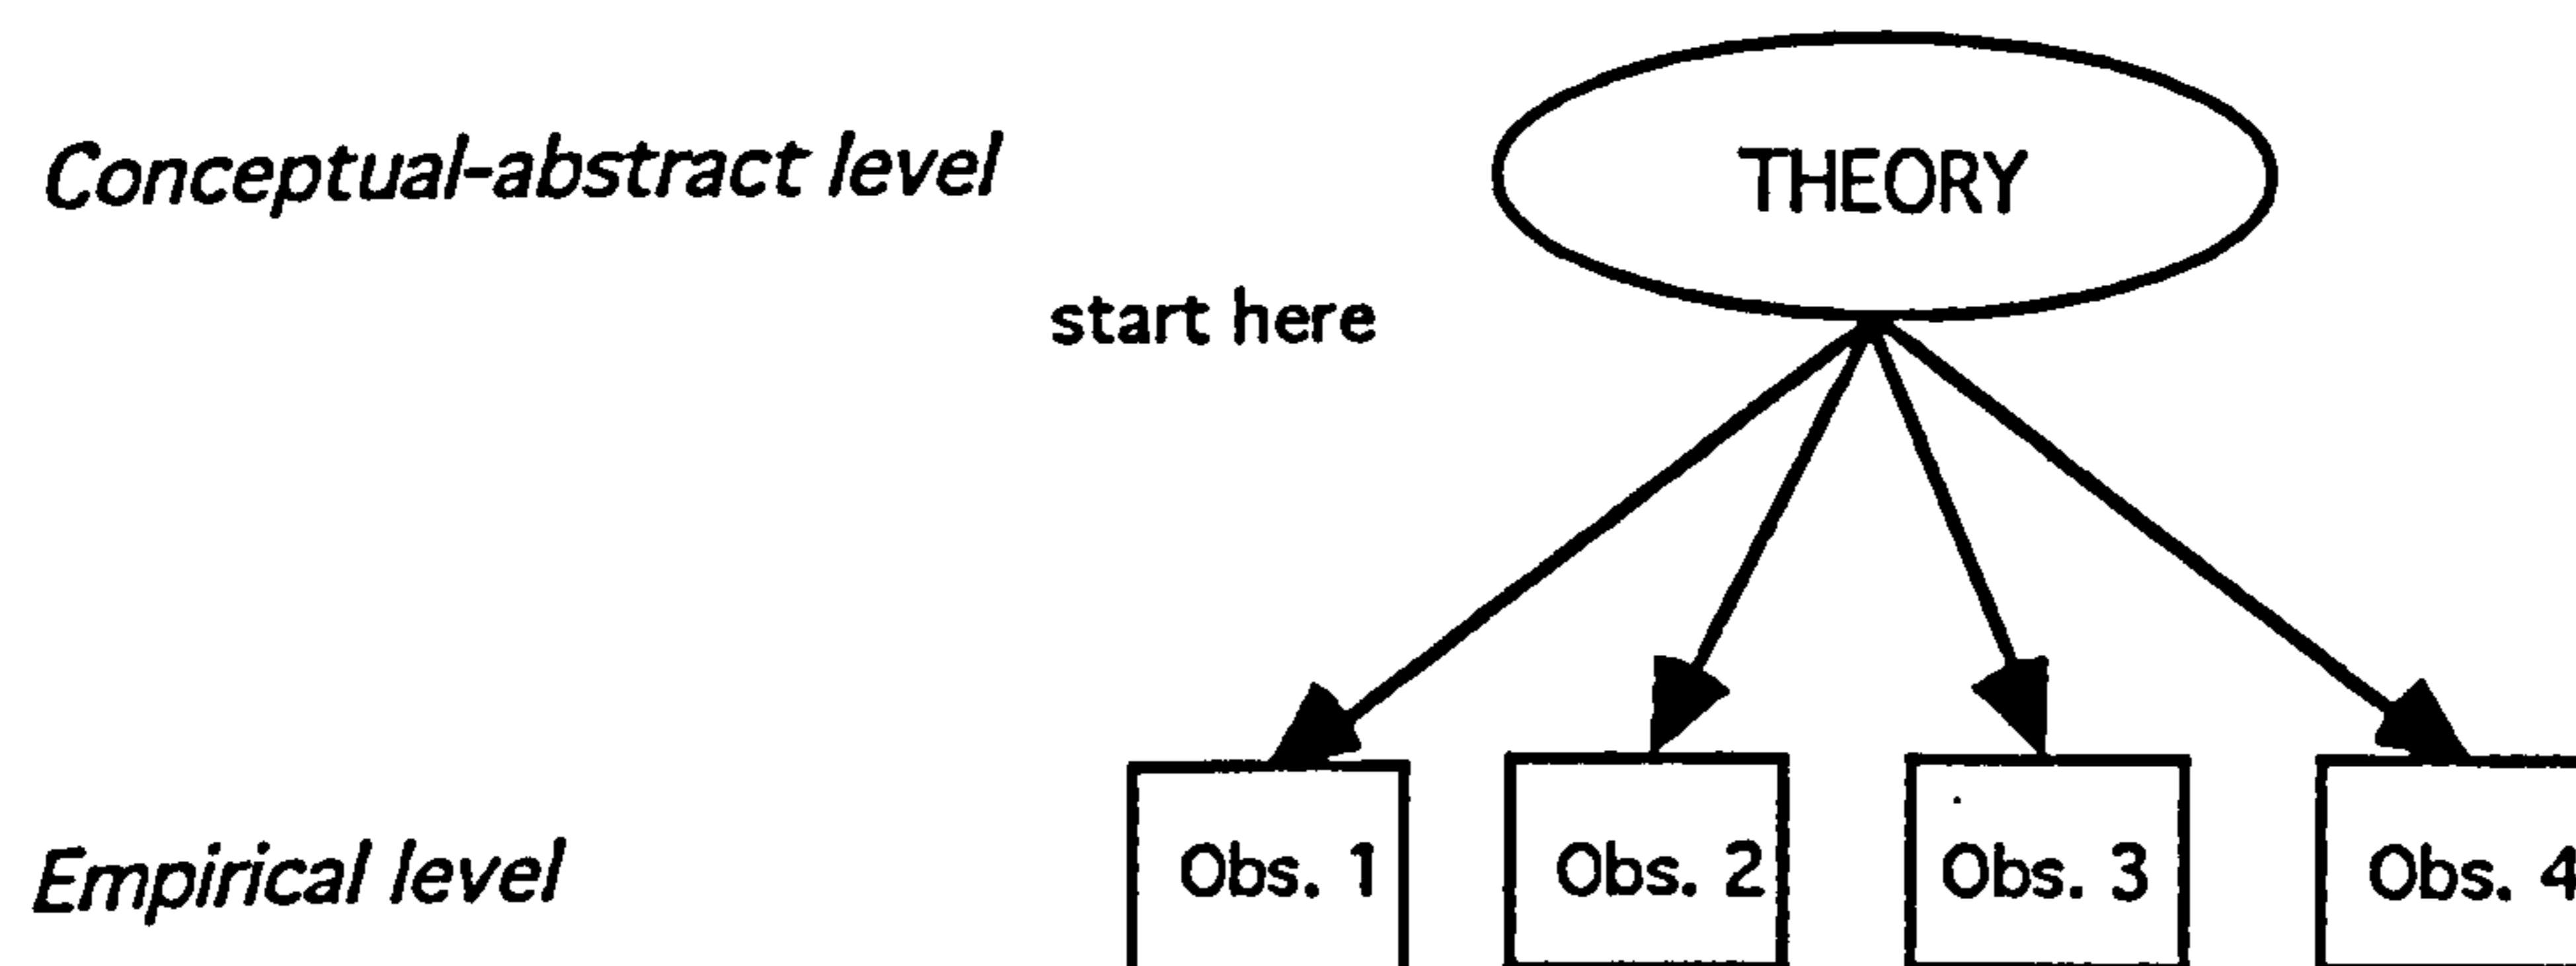 Conceptual-abstract level
THEORY
start here
Empirical level
Obs. 1
Obs. 2
Obs. 3
Obs. 4